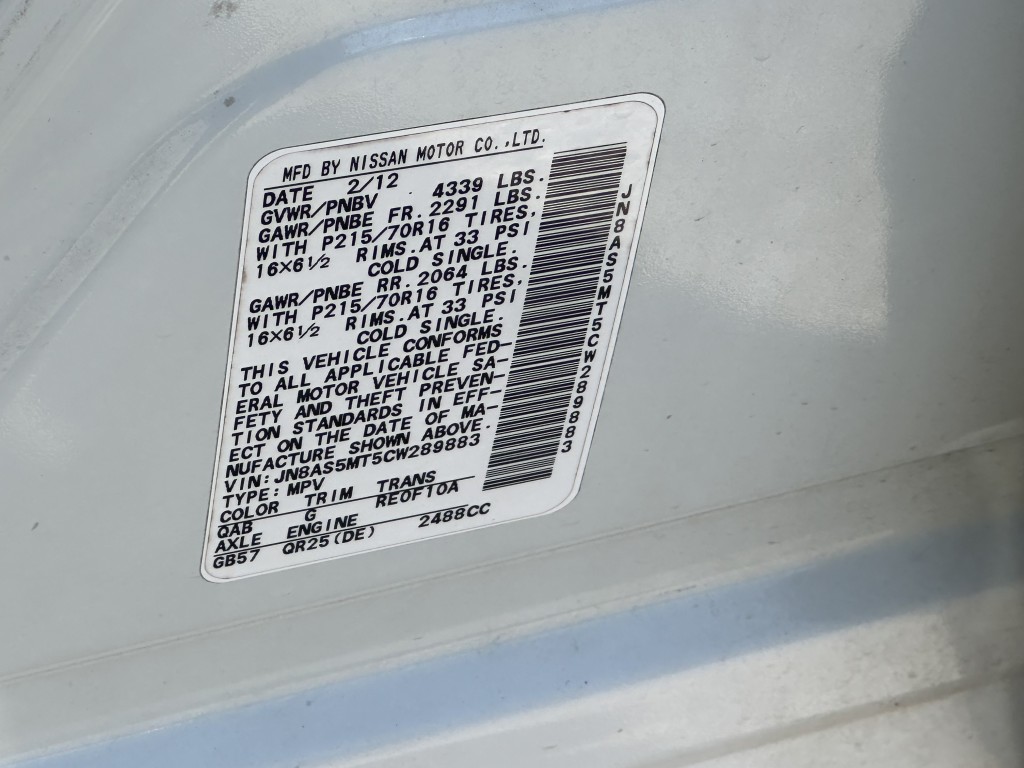 MFD BY NISSAN MOTOR CO.,LTD.
DATE 2/12
GVWR/PNBV 4339 LBS.
GAWR/PNBE FR.2291 LBS.
WITH P215/70R16 TIRES,
16×6½ RIMS.AT 33 PSI
COLD SINGLE.
GAWR/PNBE RR.2064 LBS.
WITH P215/70R16 TIRES,
16×6½ RIMS.AT 33 PSI
COLD SINGLE.
THIS VEHICLE CONFORMS
TO ALL APPLICABLE FED-
ERAL MOTOR VEHICLE SA-
FETY AND THEFT PREVEN-
TION STANDARDS IN EFF-
ECT ON THE DATE OF MA-
NUFACTURE SHOWN ABOVE.
VIN:JN8AS5MT5CW289883
TYPE:MPV
COLOR TRIM TRANS
QAB G RE0F10A
AXLE ENGINE
GB57 QR25(DE) 2488CC
JN8AS5MT5CW289883